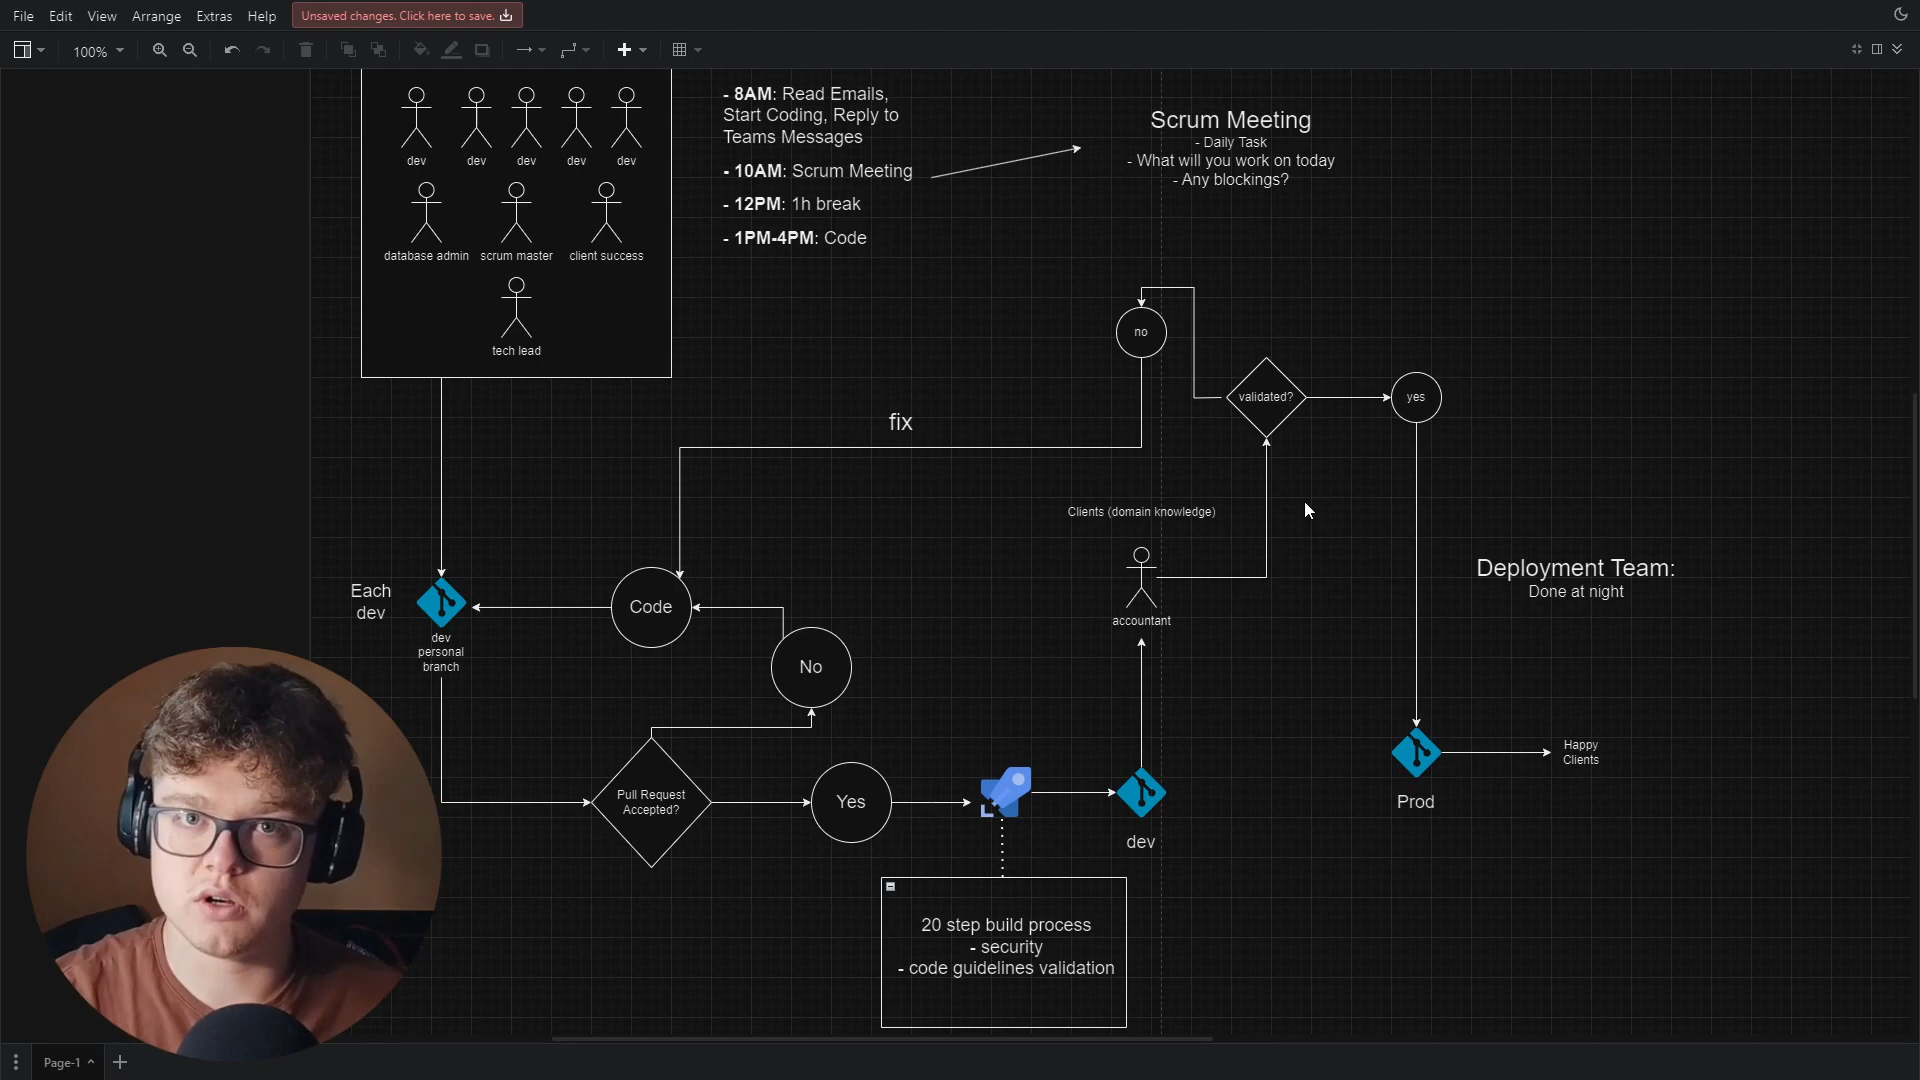 File Edit View Arrange Extras Help Unsaved changes. Click here to save.
100%
dev dev dev dev dev
database admin scrum master client success
tech lead
- 8AM: Read Emails,
Start Coding, Reply to
Teams Messages
- 10AM: Scrum Meeting
- 12PM: 1h break
- 1PM-4PM: Code
Scrum Meeting
- Daily Task
- What will you work on today
- Any blockings?
no
validated?
yes
fix
Clients (domain knowledge)
accountant
Deployment Team:
Done at night
Each
dev
dev
personal
branch
Code
No
Pull Request
Accepted?
Yes
dev
Prod
Happy
Clients
20 step build process
- security
- code guidelines validation
Page-1